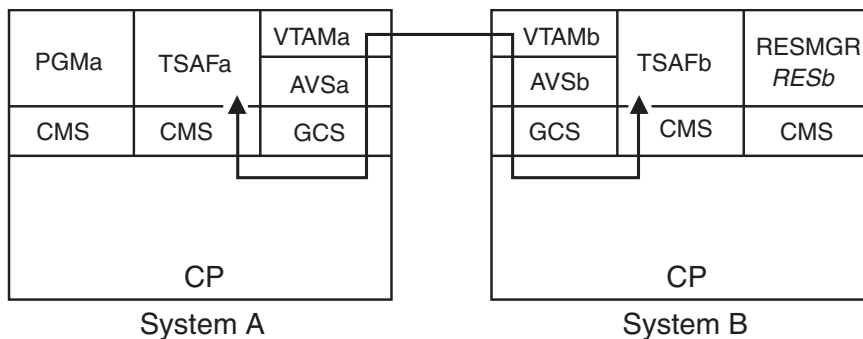 PGMa
TSAFa
VTAMa
AVSa
CMS
CMS
GCS
CP
System A
VTAMb
AVSb
TSAFb
RESMGR
RESb
GCS
CMS
CMS
CP
System B